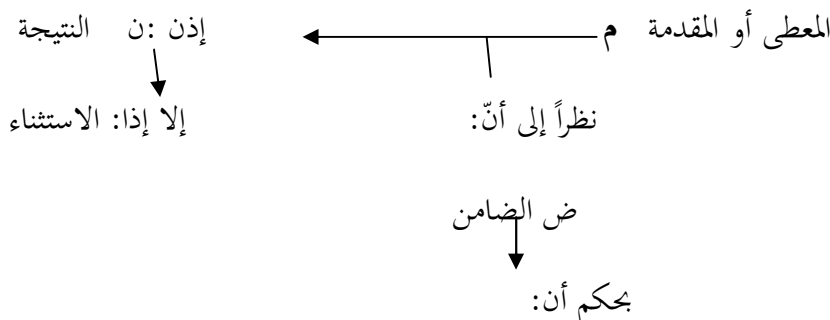 المعطى أو المقدمة م إذن :ن النتيجة
نظراً إلى أنّ: إلا إذا: الاستثناء
ض الضامن
بحكم أن: